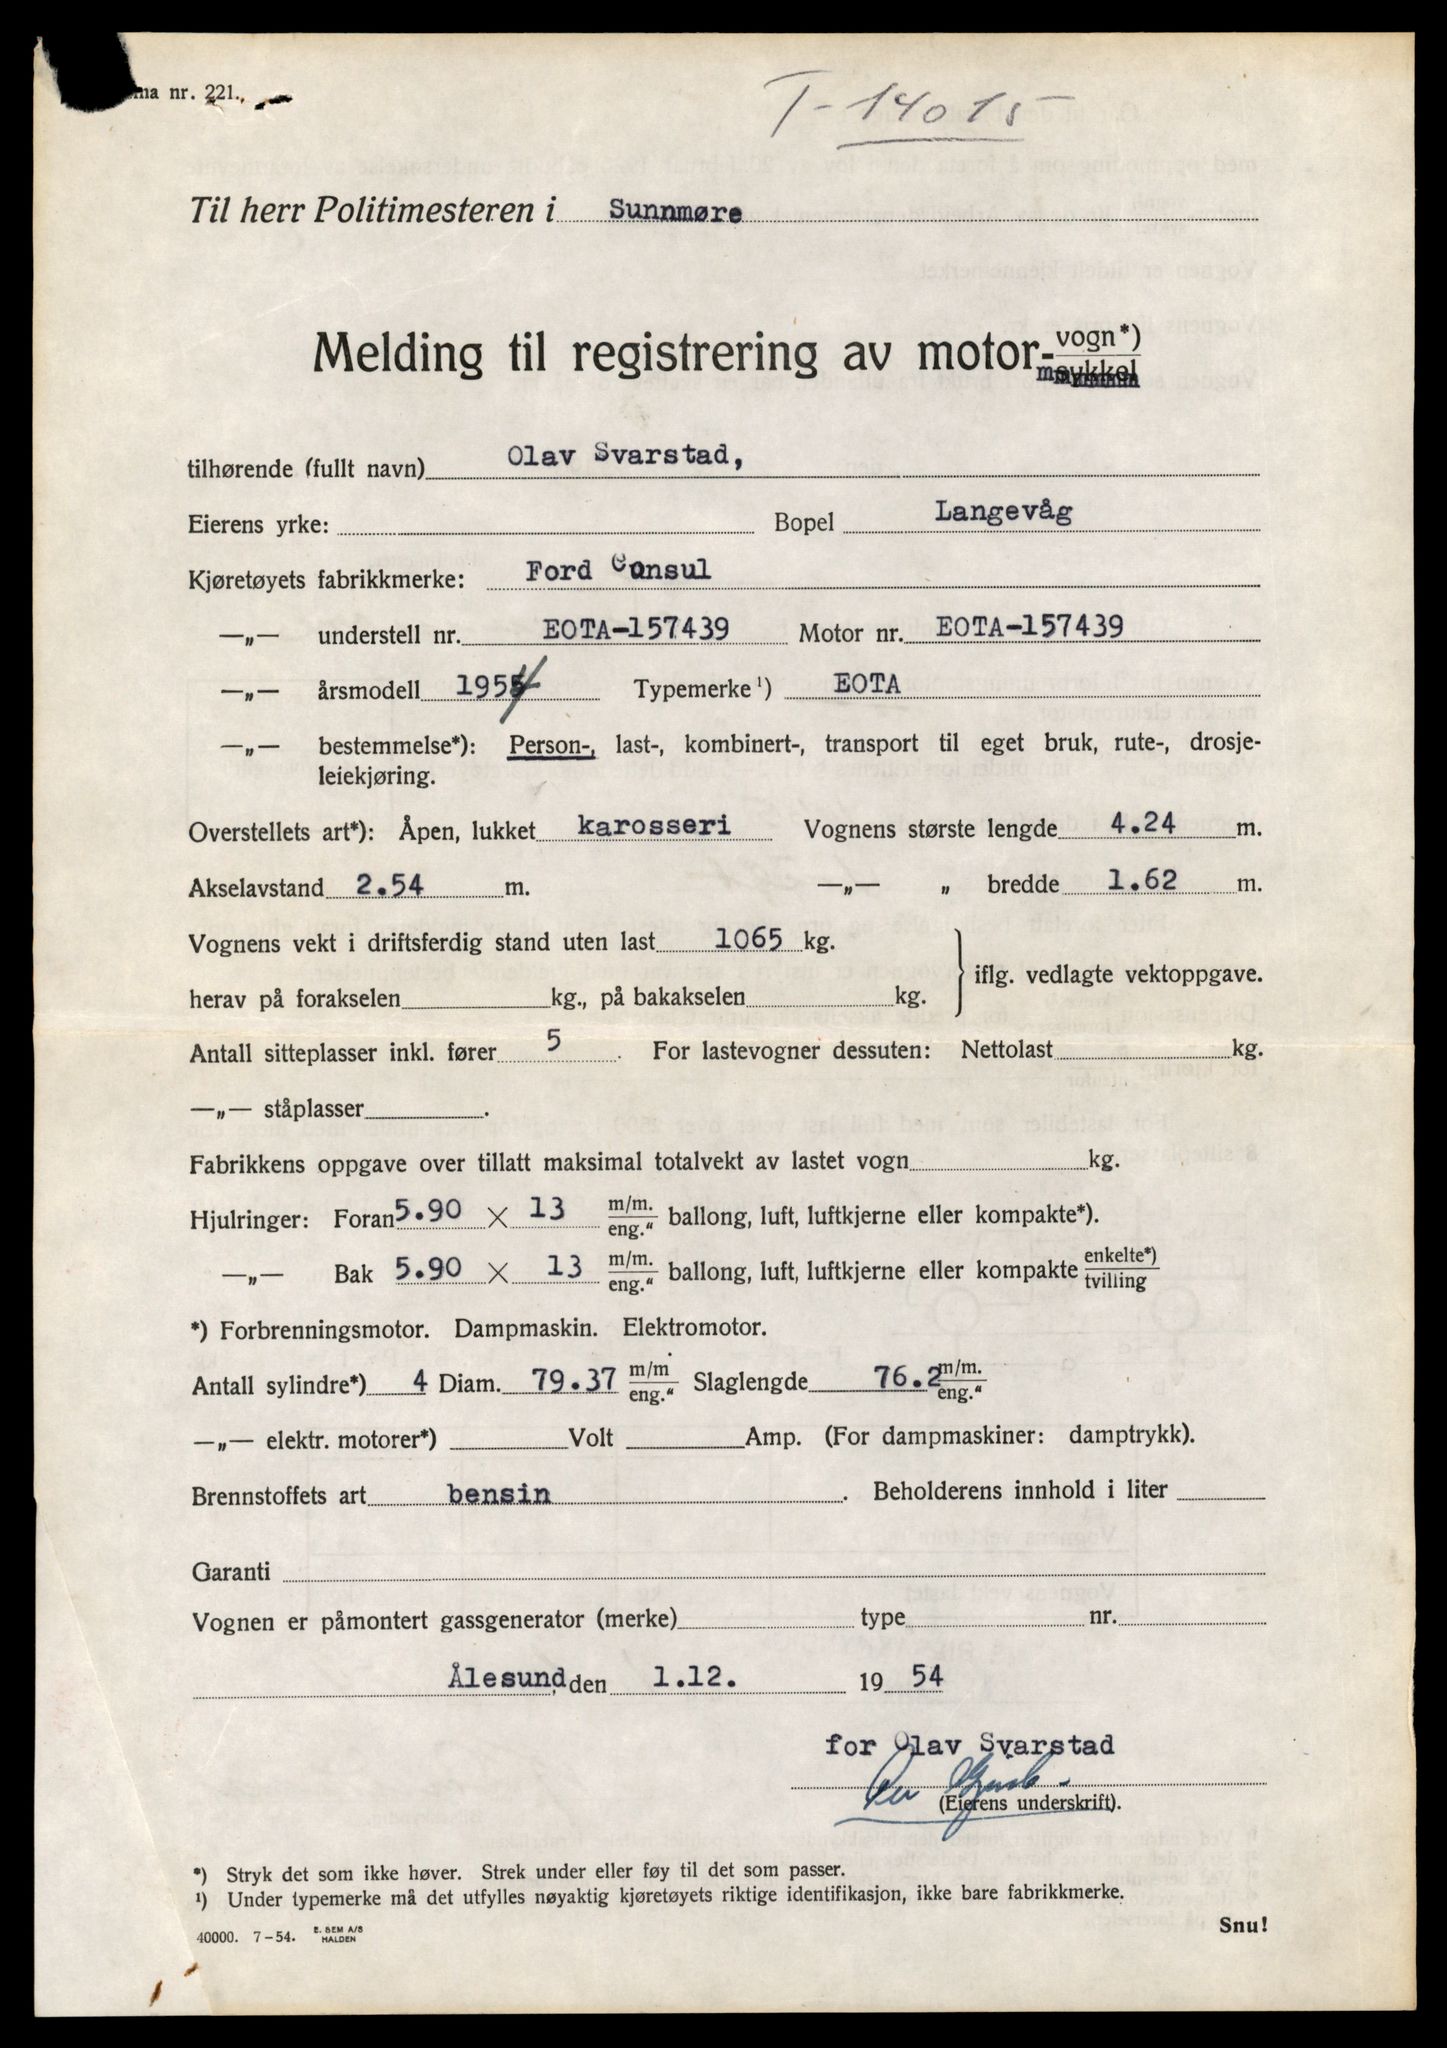 ma nr. 221.
T-14015
Til herr Politimesteren i Sunnmøre
Melding til registrering av motor- vogn*)
sykkel
tilhørende (fullt navn) Olav Svarstad,
Eierens yrke: Bopel Langevåg
Kjøretøyets fabrikkmerke: Ford Consul
—„— understell nr. EOTA-157439 Motor nr. EOTA-157439
—„— årsmodell 1954 Typemerke¹) EOTA
—„— bestemmelse*): Person-, last-, kombinert-, transport til eget bruk, rute-, drosje-
leiekjøring.
Overstellets art*): Åpen, lukket karosseri Vognens største lengde 4.24 m.
Akselavstand 2.54 m. —„— „ bredde 1.62 m.
Vognens vekt i driftsferdig stand uten last 1065 kg.
iflg. vedlagte vektoppgave.
herav på forakselen kg., på bakakselen kg.
Antall sitteplasser inkl. fører 5 . For lastevogner dessuten: Nettolast kg.
—„— ståplasser .
Fabrikkens oppgave over tillatt maksimal totalvekt av lastet vogn kg.
Hjulringer: Foran 5.90 × 13 m/m. eng.“ ballong, luft, luftkjerne eller kompakte*).
—„— Bak 5.90 × 13 m/m. eng.“ ballong, luft, luftkjerne eller kompakte enkelte*) tvilling
*) Forbrenningsmotor. Dampmaskin. Elektromotor.
Antall sylindre*) 4 Diam. 79.37 m/m eng.“ Slaglengde 76.2 m/m. eng.“
—„— elektr. motorer*) Volt Amp. (For dampmaskiner: damptrykk).
Brennstoffets art bensin . Beholderens innhold i liter
Garanti
Vognen er påmontert gassgenerator (merke) type nr.
Ålesund, den 1.12. 19 54
for Olav Svarstad
(Eierens underskrift).
*) Stryk det som ikke høver. Strek under eller føy til det som passer.
¹) Under typemerke må det utfylles nøyaktig kjøretøyets riktige identifikasjon, ikke bare fabrikkmerke.
40000. 7-54. E. SEM A/S HALDEN
Snu!